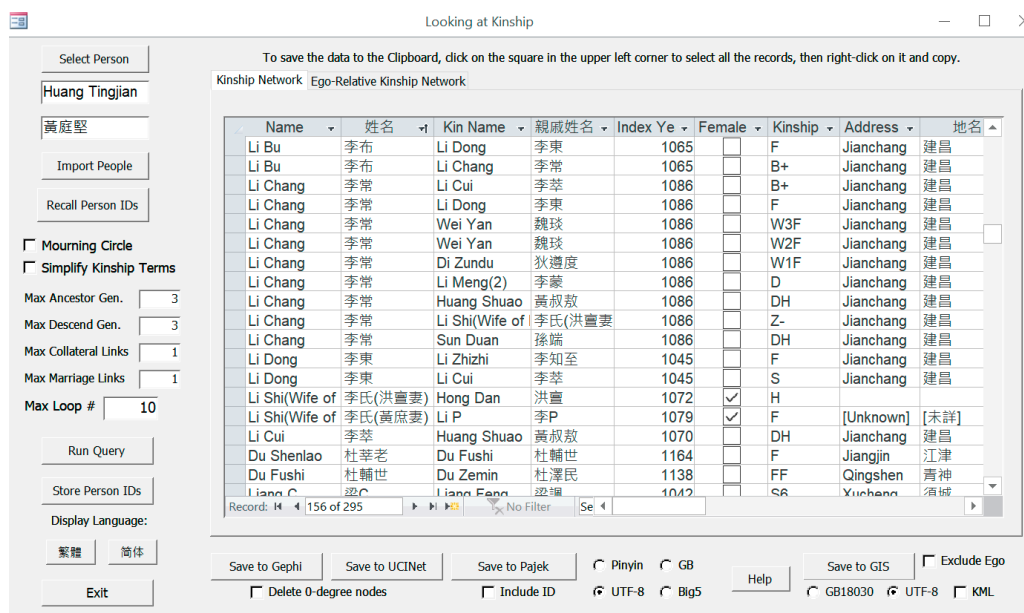 Looking at Kinship
Select Person
Huang Tingjian
黃庭堅
Import People
Recall Person IDs
Mourning Circle
Simplify Kinship Terms
Max Ancestor Gen. 3
Max Descend Gen. 3
Max Collateral Links 1
Max Marriage Links 1
Max Loop # 10
Run Query
Store Person IDs
Display Language:
繁體 简体
Exit
To save the data to the Clipboard, click on the square in the upper left corner to select all the records, then right-click on it and copy.
Kinship Network Ego-Relative Kinship Network
Name 姓名 Kin Name 親戚姓名 Index Ye Female Kinship Address 地名
Li Bu 李布 Li Dong 李東 1065 F Jianchang 建昌
Li Bu 李布 Li Chang 李常 1065 B+ Jianchang 建昌
Li Chang 李常 Li Cui 李莘 1086 B+ Jianchang 建昌
Li Chang 李常 Li Dong 李東 1086 F Jianchang 建昌
Li Chang 李常 Wei Yan 魏琰 1086 W3F Jianchang 建昌
Li Chang 李常 Wei Yan 魏琰 1086 W2F Jianchang 建昌
Li Chang 李常 Di Zundu 狄遵度 1086 W1F Jianchang 建昌
Li Chang 李常 Li Meng(2) 李蒙 1086 D Jianchang 建昌
Li Chang 李常 Huang Shuao 黃叔敖 1086 DH Jianchang 建昌
Li Chang 李常 Li Shi(Wife of 李氏(洪亶妻 1086 Z- Jianchang 建昌
Li Chang 李常 Sun Duan 孫端 1086 DH Jianchang 建昌
Li Dong 李東 Li Zhizhi 李知至 1045 F Jianchang 建昌
Li Dong 李東 Li Cui 李莘 1045 S Jianchang 建昌
Li Shi(Wife of 李氏(洪亶妻) Hong Dan 洪亶 1072 H
Li Shi(Wife of 李氏(黃庶妻) Li P 李P 1079 F [Unknown] [未詳]
Li Cui 李莘 Huang Shuao 黃叔敖 1070 DH Jianchang 建昌
Du Shenlao 杜莘老 Du Fushi 杜輔世 1164 F Jiangjin 江津
Du Fushi 杜輔世 Du Zemin 杜澤民 1138 FF Qingshen 青神
Liang C 梁C Liang Feng 梁諷 1042 S6 Xucheng 須城
Record: 156 of 295 No Filter Se
Save to Gephi Save to UCINet Save to Pajek Pinyin GB Help Save to GIS Exclude Ego
Delete 0-degree nodes Include ID UTF-8 Big5 GB18030 UTF-8 KML